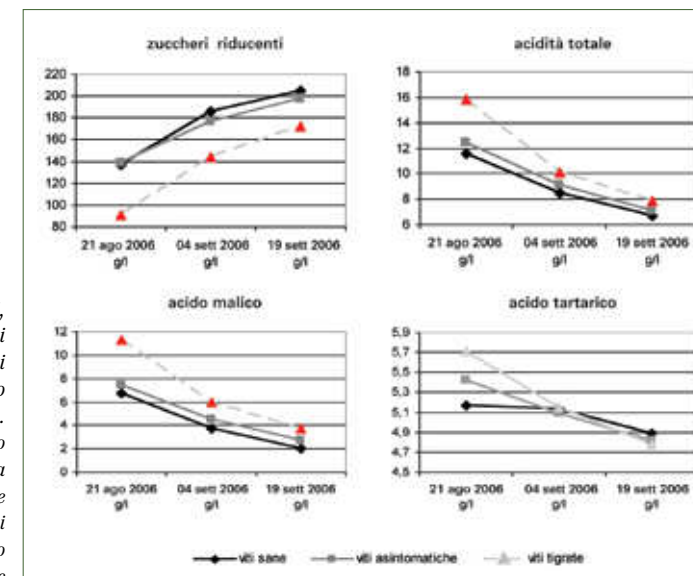 zuccheri riducenti
220
200
180
160
140
120
100
80
21 ago 2006 04 sett 2006 19 sett 2006
g/l g/l g/l
acidità totale
18
16
14
12
10
8
6
21 ago 2006 04 sett 2006 19 sett 2006
g/l g/l g/l
acido malico
12
10
8
6
4
2
0
21 ago 2006 04 sett 2006 19 sett 2006
g/l g/l g/l
acido tartarico
5,9
5,7
5,5
5,3
5,1
4,9
4,7
4,5
21 ago 2006 04 sett 2006 19 sett 2006
g/l g/l g/l
viti sane viti asintomatiche viti tigrate